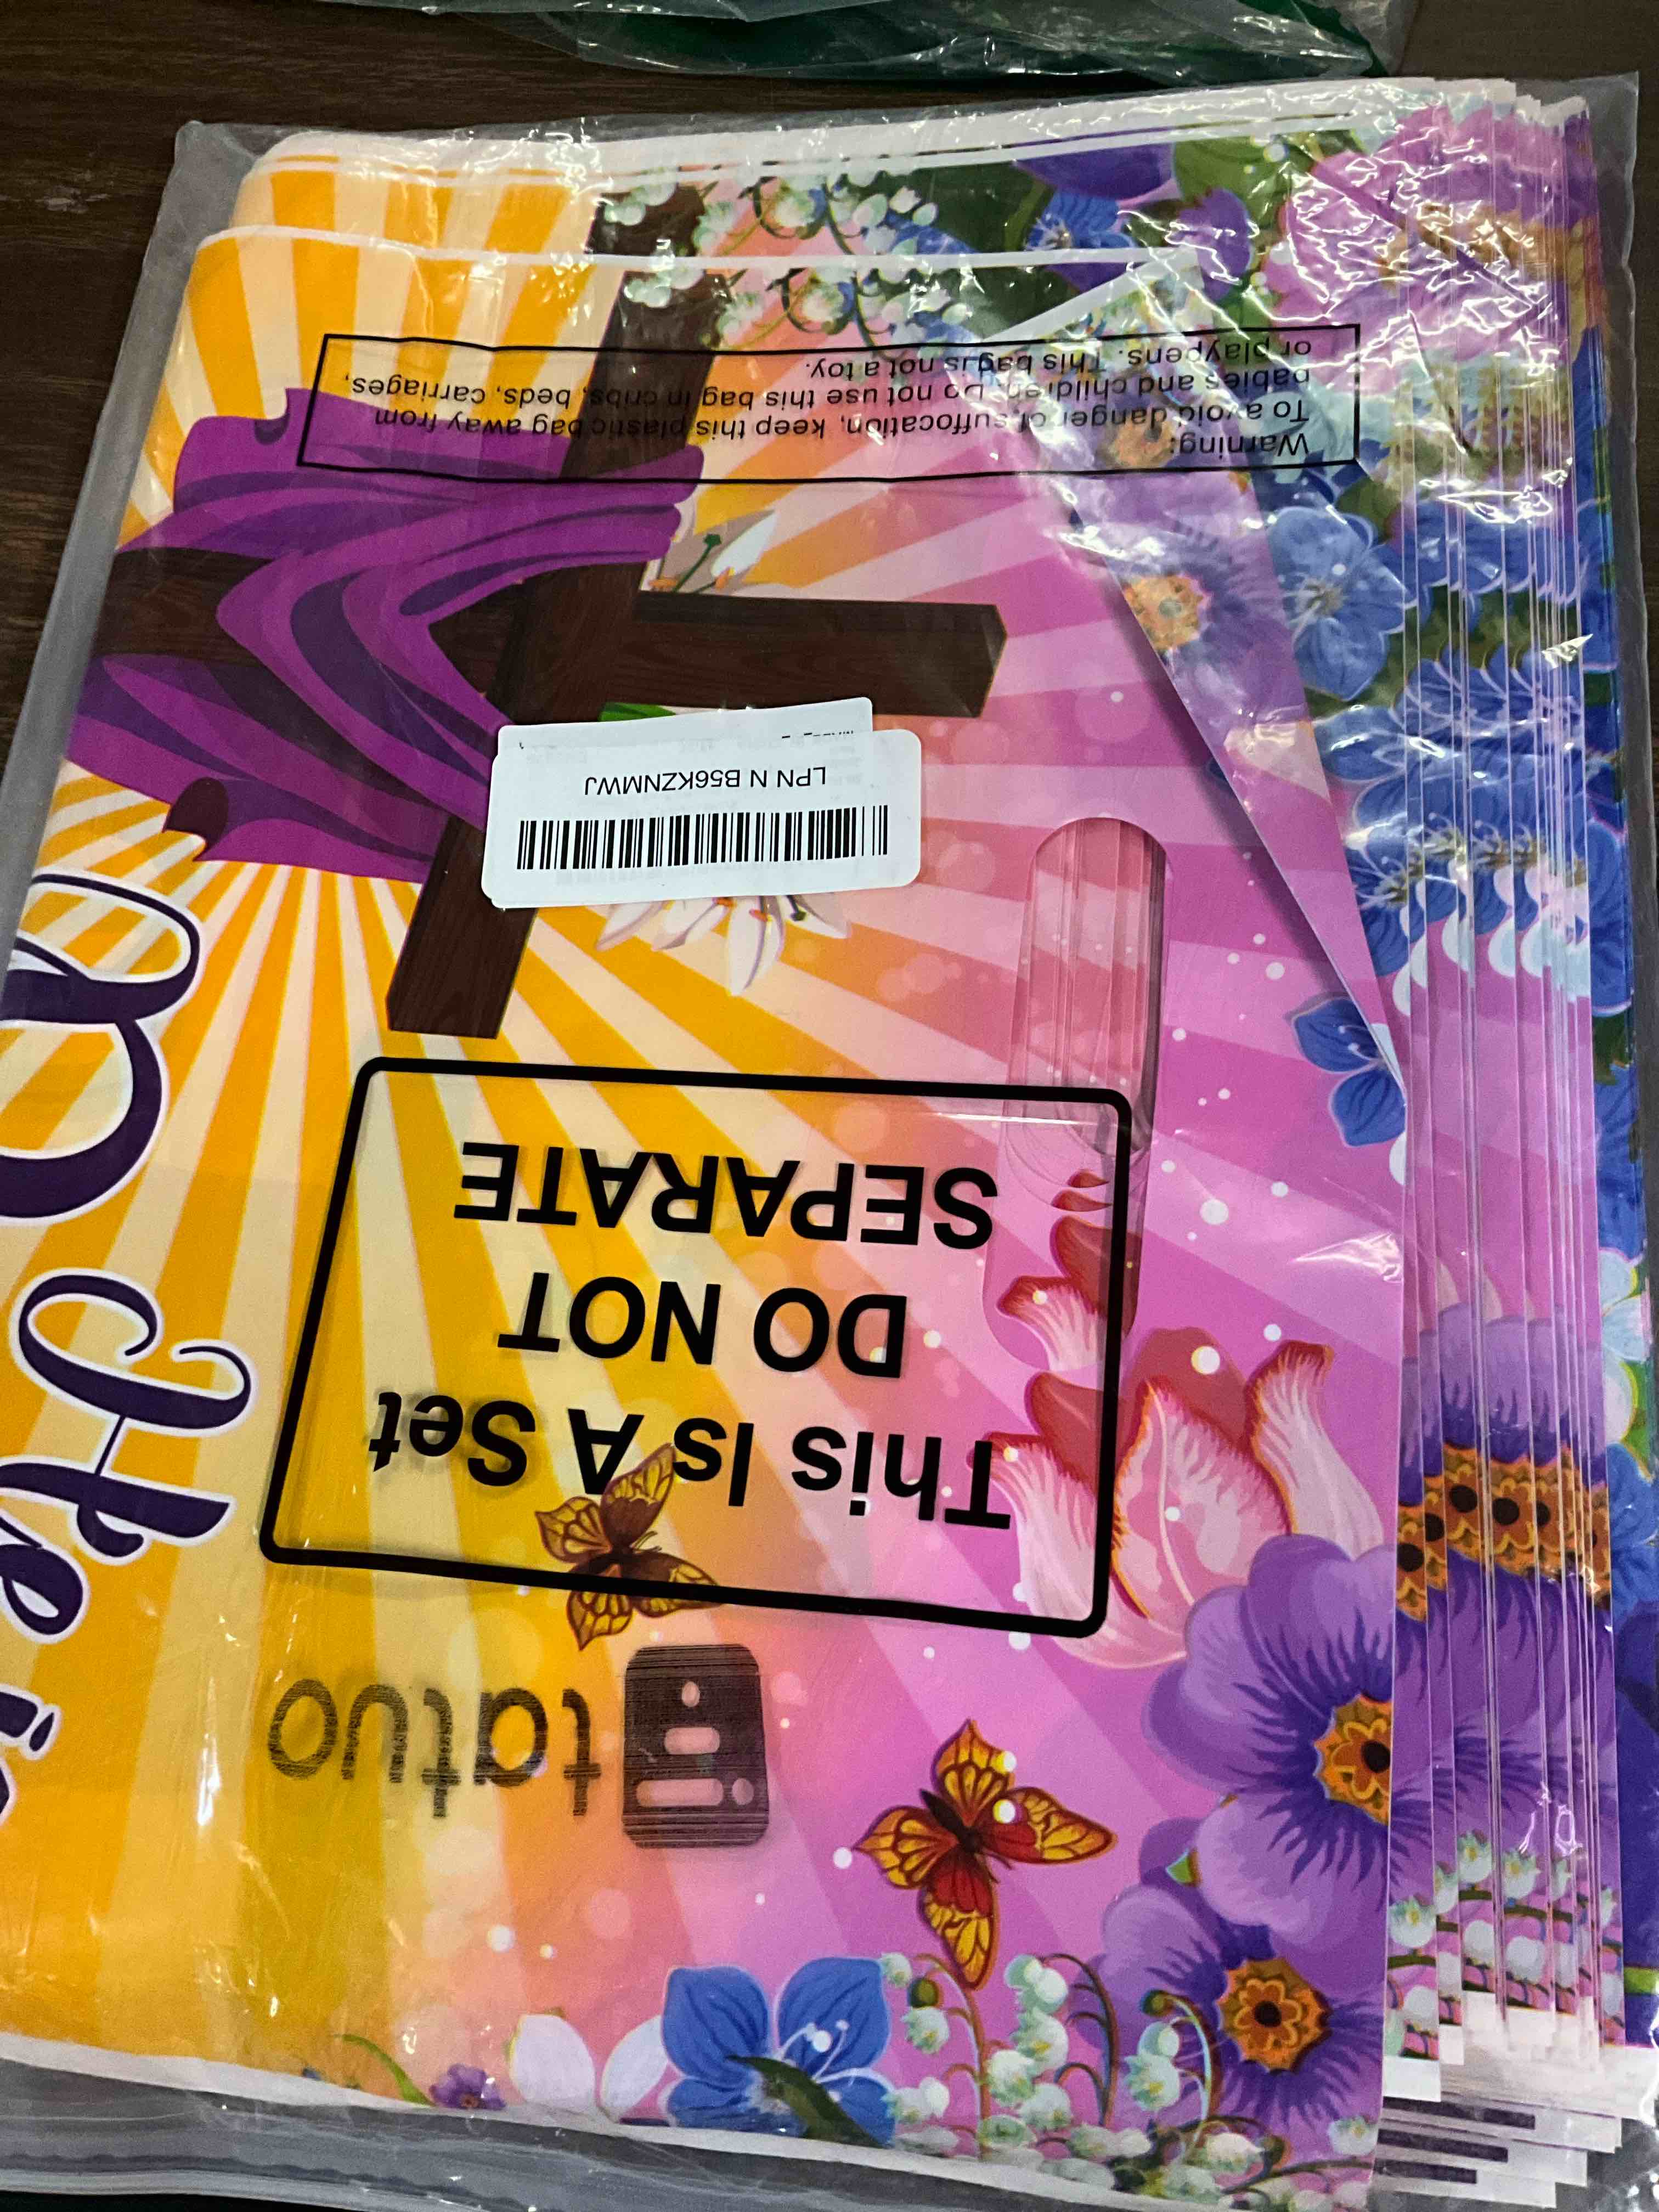 Warning:
To avoid danger of suffocation, keep this plastic bag away from
babies and children. Do not use this bag in cribs, beds, carriages,
or playpens. This bag is not a toy.
LPN N B56KZNMWJ
This Is A Set
DO NOT
SEPARATE
tatuo
He is